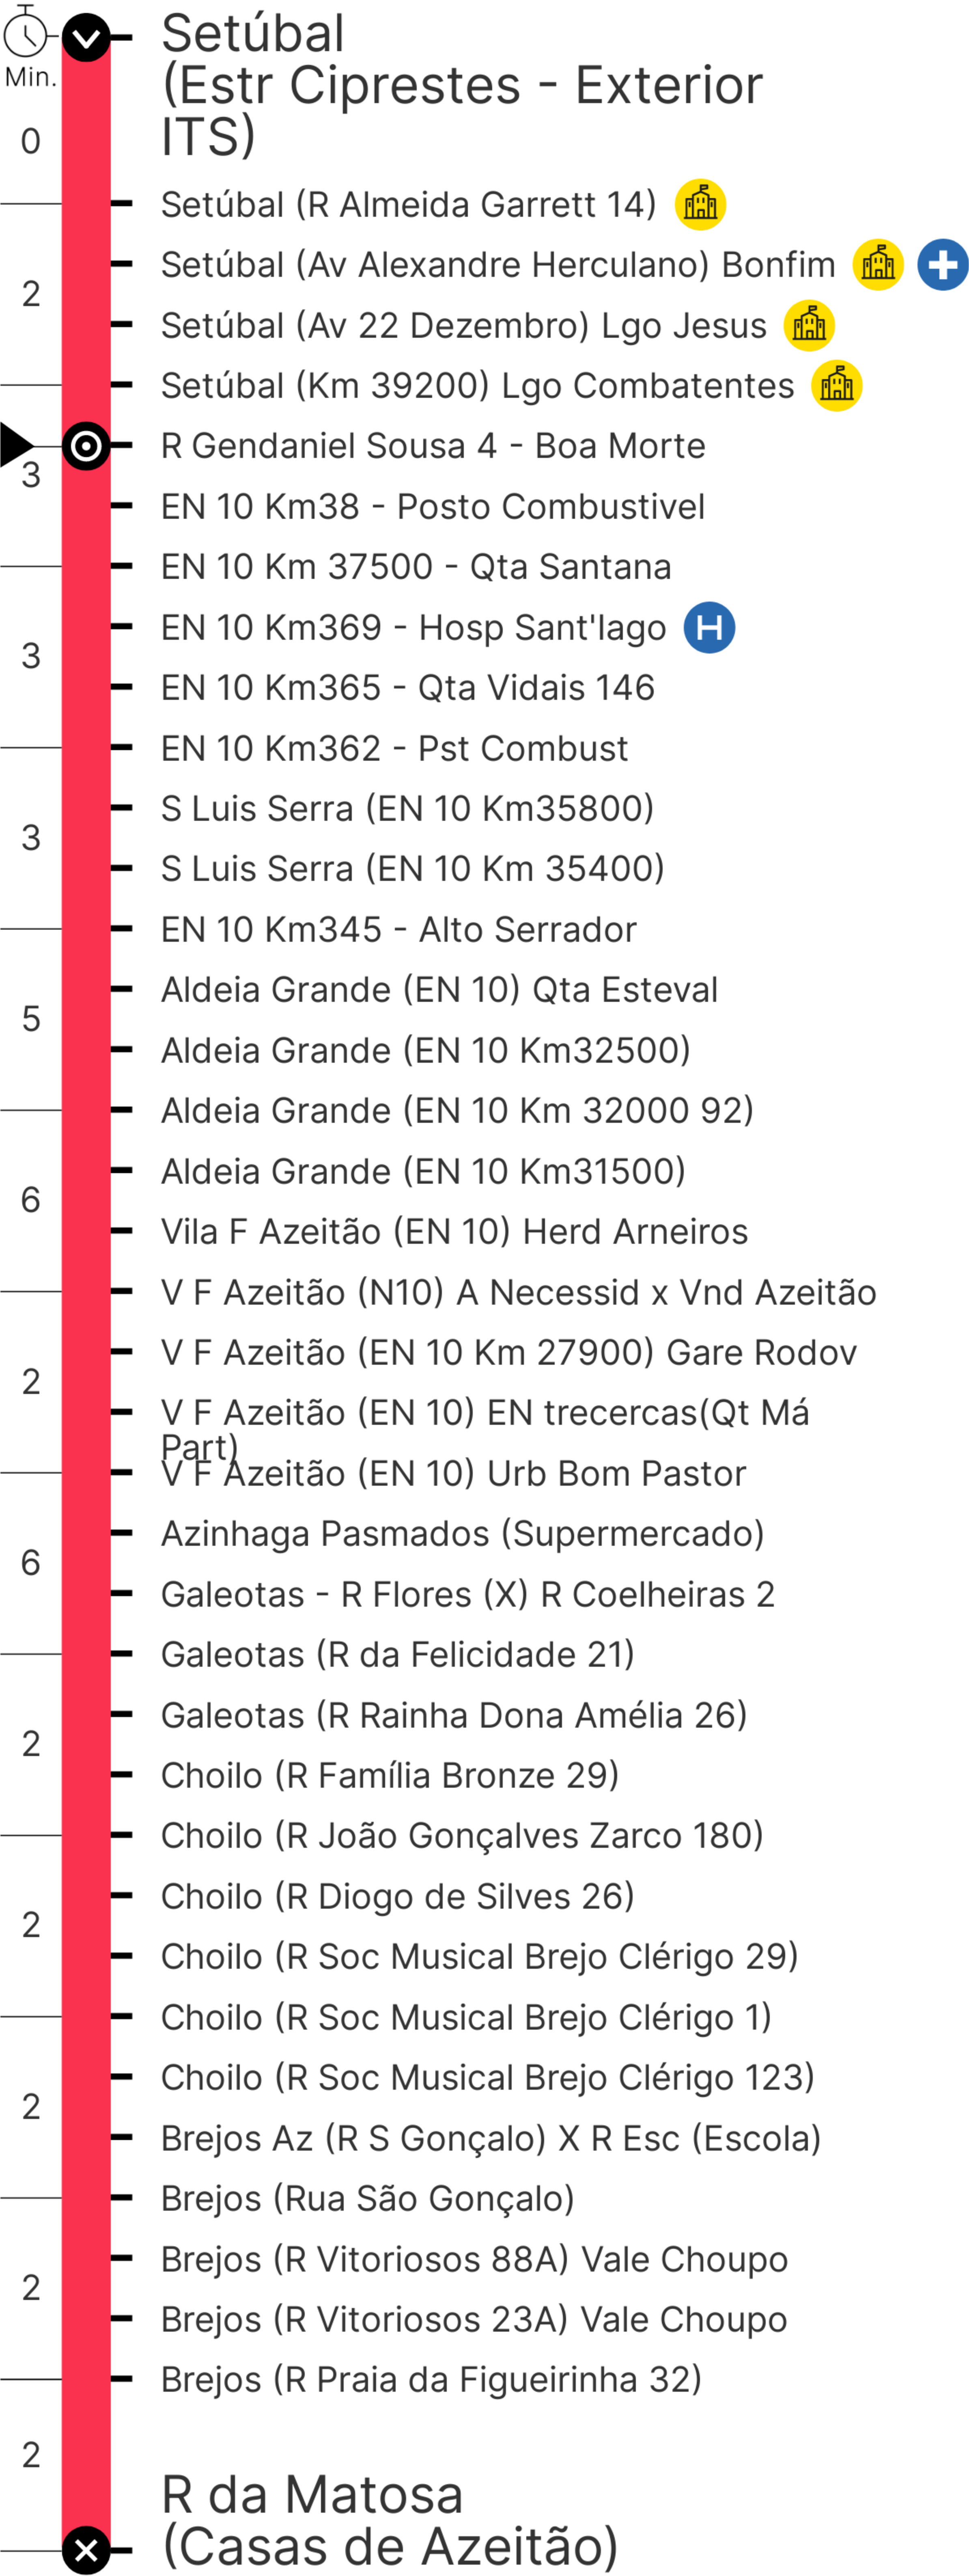 Setúbal
(Estr Ciprestes - Exterior
ITS)
Min.
0
Setúbal (R Almeida Garrett 14)
Setúbal (Av Alexandre Herculano) Bonfim
2
Setúbal (Av 22 Dezembro) Lgo Jesus
Setúbal (Km 39200) Lgo Combatentes
R Gendaniel Sousa 4 - Boa Morte
3
EN 10 Km38 - Posto Combustivel
EN 10 Km 37500 - Qta Santana
EN 10 Km369 - Hosp Sant'Iago H
3
EN 10 Km365 - Qta Vidais 146
EN 10 Km362 - Pst Combust
S Luis Serra (EN 10 Km35800)
3
S Luis Serra (EN 10 Km 35400)
EN 10 Km345 - Alto Serrador
Aldeia Grande (EN 10) Qta Esteval
5
Aldeia Grande (EN 10 Km32500)
Aldeia Grande (EN 10 Km 32000 92)
Aldeia Grande (EN 10 Km31500)
6
Vila F Azeitão (EN 10) Herd Arneiros
V F Azeitão (N10) A Necessid x Vnd Azeitão
V F Azeitão (EN 10 Km 27900) Gare Rodov
2
V F Azeitão (EN 10) EN trecercas(Qt Má
Part)
V F Azeitão (EN 10) Urb Bom Pastor
Azinhaga Pasmados (Supermercado)
6
Galeotas - R Flores (X) R Coelheiras 2
Galeotas (R da Felicidade 21)
Galeotas (R Rainha Dona Amélia 26)
2
Choilo (R Família Bronze 29)
Choilo (R João Gonçalves Zarco 180)
Choilo (R Diogo de Silves 26)
2
Choilo (R Soc Musical Brejo Clérigo 29)
Choilo (R Soc Musical Brejo Clérigo 1)
Choilo (R Soc Musical Brejo Clérigo 123)
2
Brejos Az (R S Gonçalo) X R Esc (Escola)
Brejos (Rua São Gonçalo)
Brejos (R Vitoriosos 88A) Vale Choupo
2
Brejos (R Vitoriosos 23A) Vale Choupo
Brejos (R Praia da Figueirinha 32)
2
R da Matosa
(Casas de Azeitão)